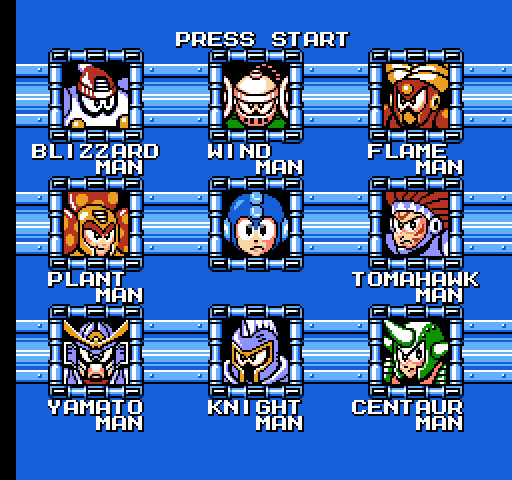 PRESS START
BLIZZARD MAN
WIND MAN
FLAME MAN
PLANT MAN
TOMAHAWK MAN
YAMATO MAN
KNIGHT MAN
CENTAUR MAN